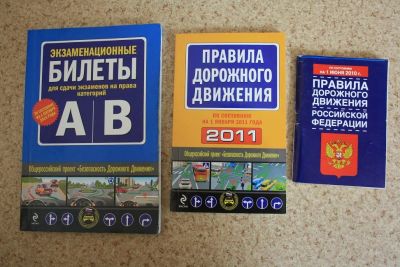 ЭКЗАМЕНАЦИОННЫЕ
БИЛЕТЫ
для сдачи экзаменов на права
категорий
А В
Общероссийский проект «Безопасность Дорожного Движения»
ПРАВИЛА
ДОРОЖНОГО
ДВИЖЕНИЯ
ПО СОСТОЯНИЮ
НА 1 ЯНВАРЯ 2011 ГОДА
2011
Общероссийский проект «Безопасность Дорожного Движения»
ПО СОСТОЯНИЮ
НА 1 ИЮНЯ 2010 г.
ПРАВИЛА
ДОРОЖНОГО
ДВИЖЕНИЯ
РОССИЙСКОЙ
ФЕДЕРАЦИИ